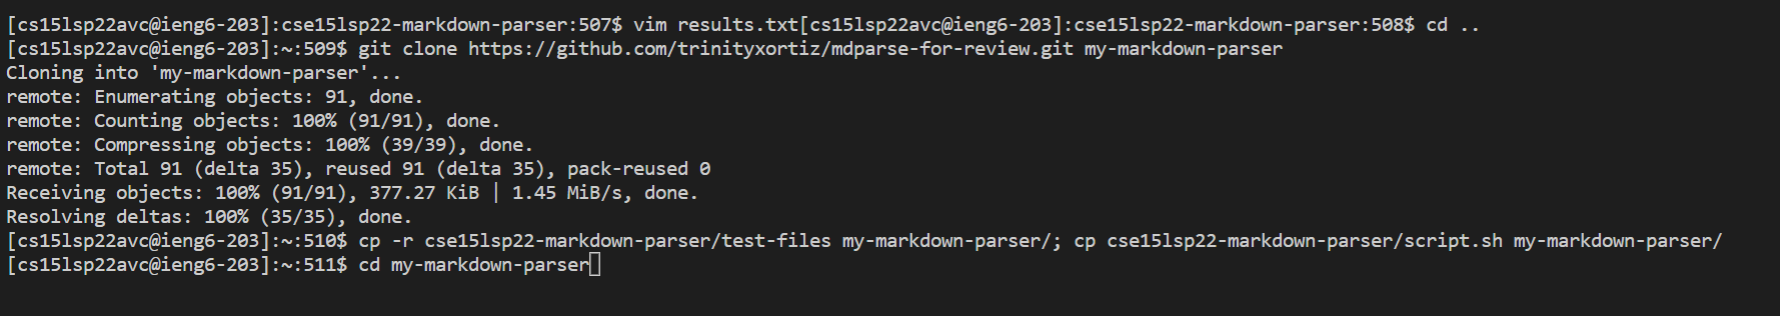 [cs15lsp22avc@ieng6-203]:cse15lsp22-markdown-parser:507$ vim results.txt[cs15lsp22avc@ieng6-203]:cse15lsp22-markdown-parser:508$ cd ..
[cs15lsp22avc@ieng6-203]:~:509$ git clone https://github.com/trinityxortiz/mdparse-for-review.git my-markdown-parser
Cloning into 'my-markdown-parser'...
remote: Enumerating objects: 91, done.
remote: Counting objects: 100% (91/91), done.
remote: Compressing objects: 100% (39/39), done.
remote: Total 91 (delta 35), reused 91 (delta 35), pack-reused 0
Receiving objects: 100% (91/91), 377.27 KiB | 1.45 MiB/s, done.
Resolving deltas: 100% (35/35), done.
[cs15lsp22avc@ieng6-203]:~:510$ cp -r cse15lsp22-markdown-parser/test-files my-markdown-parser/; cp cse15lsp22-markdown-parser/script.sh my-markdown-parser/
[cs15lsp22avc@ieng6-203]:~:511$ cd my-markdown-parser